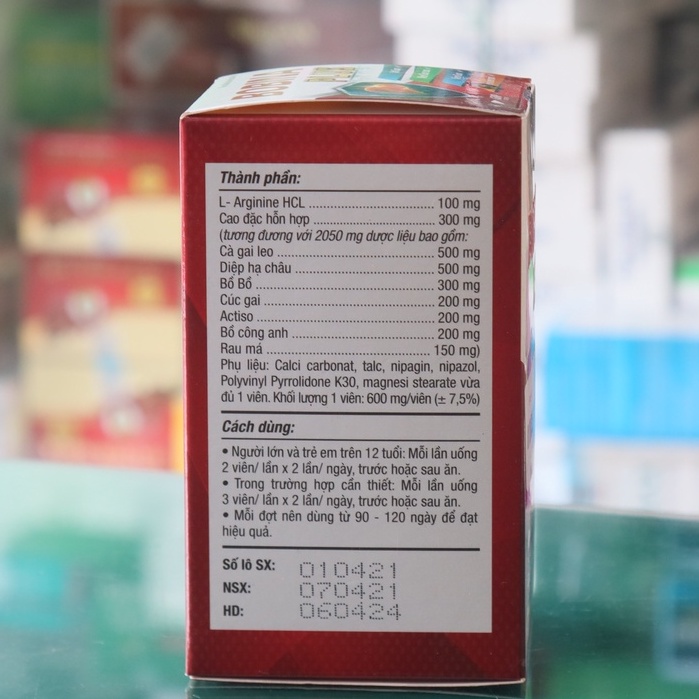 Thành phần:
L- Arginine HCL ........................... 100 mg
Cao đặc hỗn hợp ........................... 300 mg
(tương đương với 2050 mg dược liệu bao gồm:
Cà gai leo ........................... 500 mg
Diệp hạ châu ........................... 500 mg
Bồ Bồ ........................... 300 mg
Cúc gai ........................... 200 mg
Actiso ........................... 200 mg
Bồ công anh ........................... 200 mg
Rau má ........................... 150 mg)
Phụ liệu: Calci carbonat, talc, nipagin, nipazol,
Polyvinyl Pyrrolidone K30, magnesi stearate vừa
đủ 1 viên. Khối lượng 1 viên: 600 mg/viên (± 7,5%)
Cách dùng:
• Người lớn và trẻ em trên 12 tuổi: Mỗi lần uống
2 viên/ lần x 2 lần/ ngày, trước hoặc sau ăn.
• Trong trường hợp cần thiết: Mỗi lần uống
3 viên/ lần x 2 lần/ ngày, trước hoặc sau ăn.
• Mỗi đợt nên dùng từ 90 - 120 ngày để đạt
hiệu quả.
Số lô SX: 010421
NSX: 070421
HD: 060424